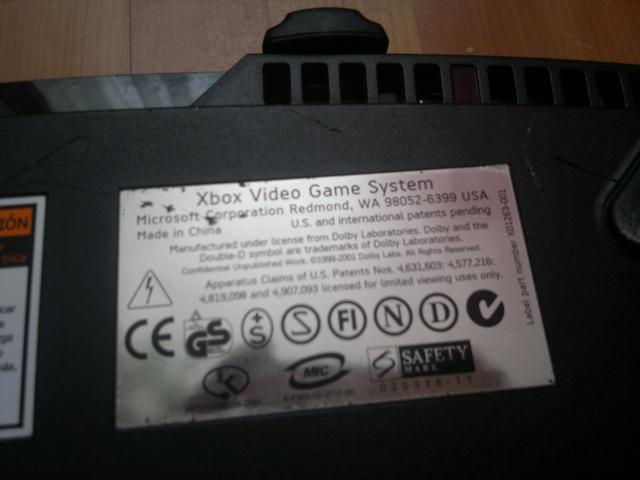 Xbox Video Game System
Microsoft Corporation Redmond, WA 98052-6399 USA
Made in China
U.S. and international patents pending
Manufactured under license from Dolby Laboratories. Dolby and the
Double-D symbol are trademarks of Dolby Laboratories.
Confidential Unpublished Work. ©1999-2001 Dolby Labs. All Rights Reserved.
Apparatus Claims of U.S. Patents Nos. 4,631,603; 4,577,216;
4,819,098 and 4,907,093 licensed for limited viewing uses only.
CE GS +S S FI N D
MIC
S SAFETY
MARK
020336-11
Label part number X01263-001
IÓN